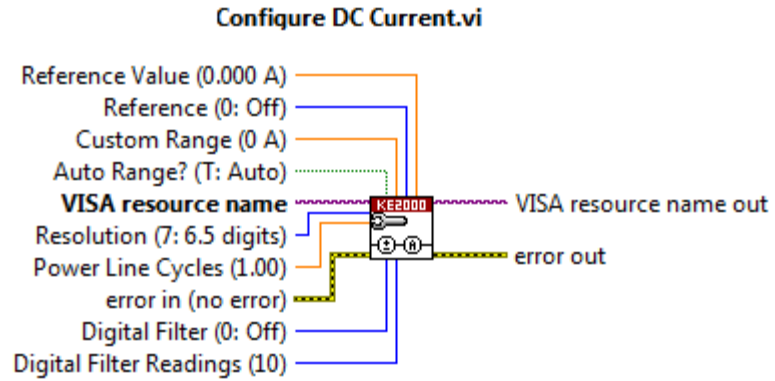 Configure DC Current.vi
Reference Value (0.000 A)
Reference (0: Off)
Custom Range (0 A)
Auto Range? (T: Auto)
VISA resource name
KE2000
VISA resource name out
Resolution (7: 6.5 digits)
Power Line Cycles (1.00)
A
error out
error in (no error)
Digital Filter (0: Off)
Digital Filter Readings (10)